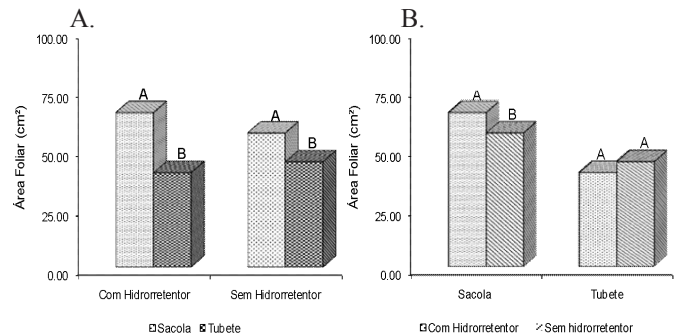 A.
100.00
75.00
50.00
25.00
0.00
Área Foliar (cm²)
A
B
A
B
Com Hidrorretentor
Sem Hidrorretentor
Sacola
Tubete
B.
100.00
75.00
50.00
25.00
0.00
Área Foliar (cm²)
A
B
A
A
Sacola
Tubete
Com Hidrorretentor
Sem hidrorretentor